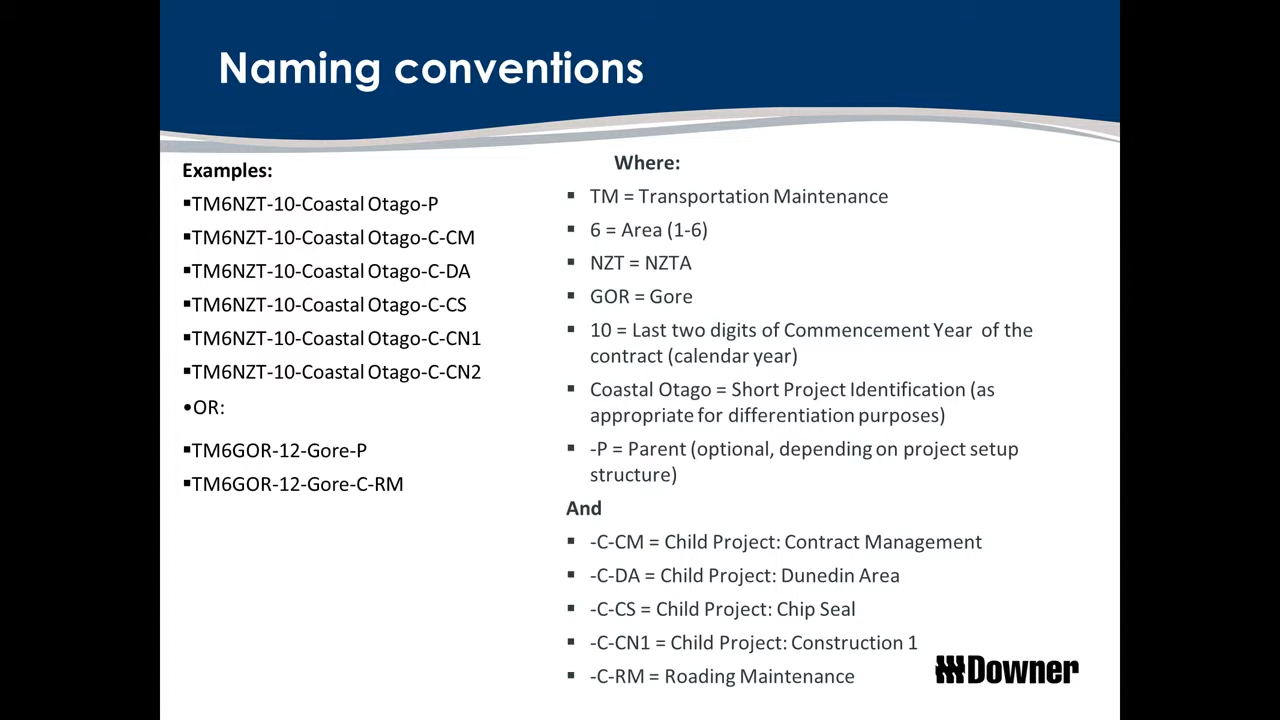 Naming conventions
Examples:
▪TM6NZT-10-Coastal Otago-P
▪TM6NZT-10-Coastal Otago-C-CM
▪TM6NZT-10-Coastal Otago-C-DA
▪TM6NZT-10-Coastal Otago-C-CS
▪TM6NZT-10-Coastal Otago-C-CN1
▪TM6NZT-10-Coastal Otago-C-CN2
•OR:
▪TM6GOR-12-Gore-P
▪TM6GOR-12-Gore-C-RM
Where:
▪ TM = Transportation Maintenance
▪ 6 = Area (1-6)
▪ NZT = NZTA
▪ GOR = Gore
▪ 10 = Last two digits of Commencement Year of the
contract (calendar year)
▪ Coastal Otago = Short Project Identification (as
appropriate for differentiation purposes)
▪ -P = Parent (optional, depending on project setup
structure)
And
▪ -C-CM = Child Project: Contract Management
▪ -C-DA = Child Project: Dunedin Area
▪ -C-CS = Child Project: Chip Seal
▪ -C-CN1 = Child Project: Construction 1
▪ -C-RM = Roading Maintenance
Downer